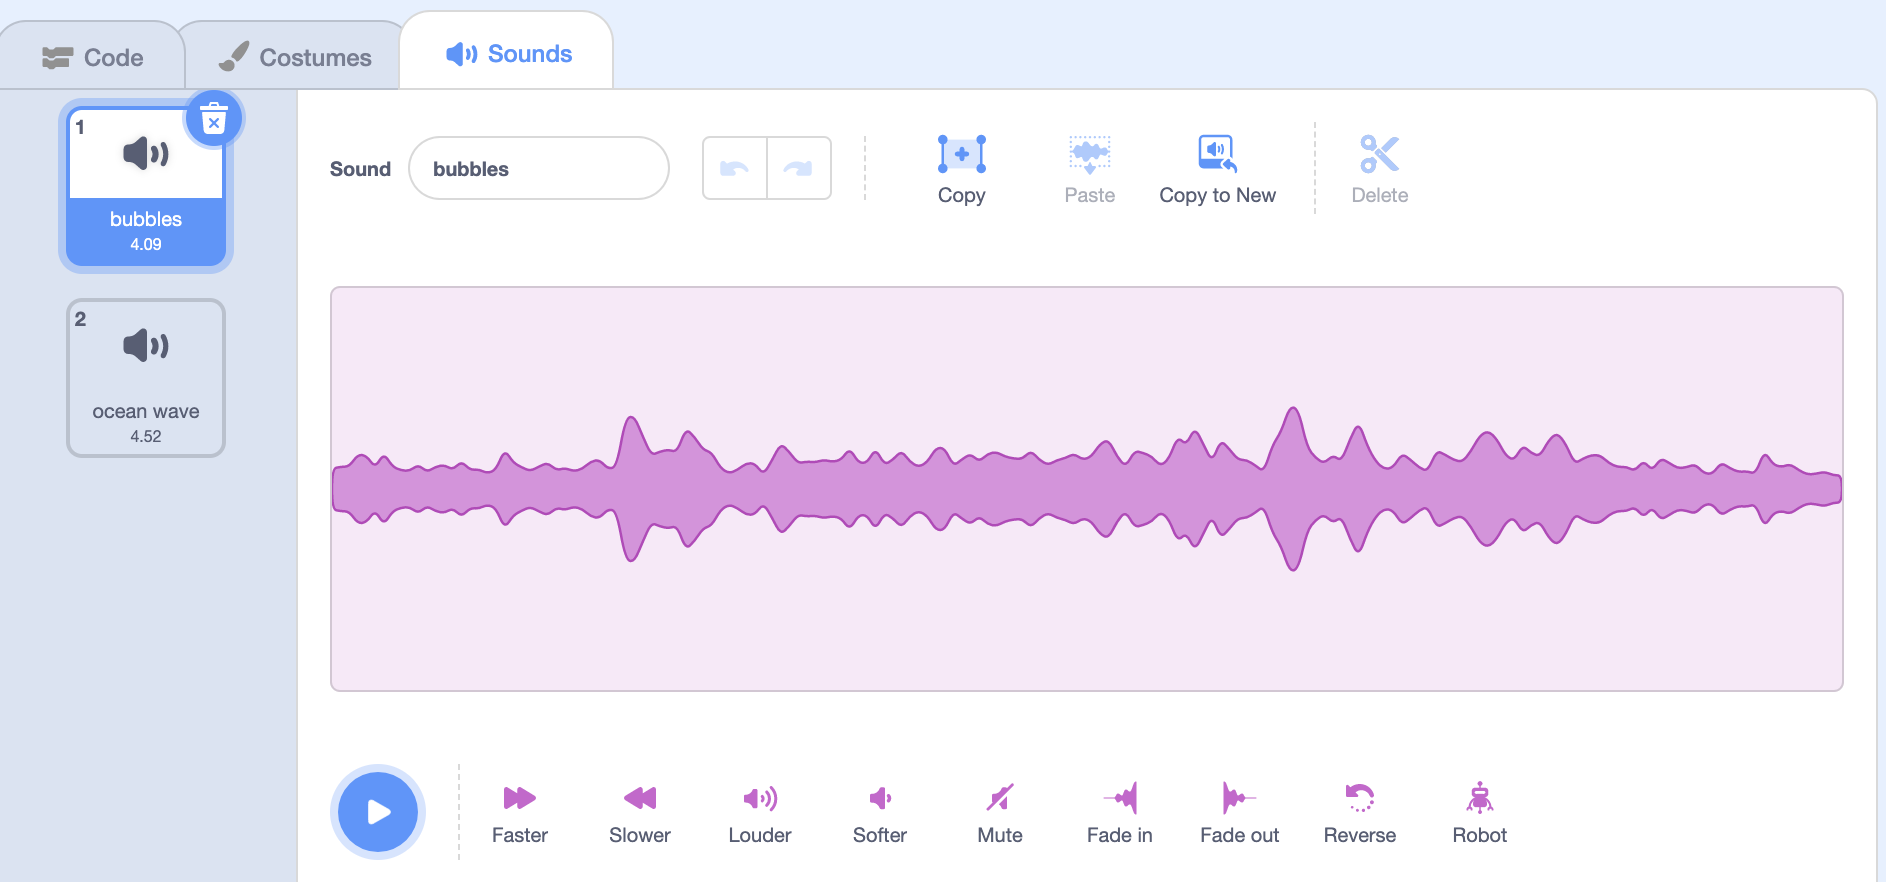 Code Costumes Sounds
1
bubbles
4.09
2
ocean wave
4.52
Sound bubbles
Copy Paste Copy to New Delete
Faster Slower Louder Softer Mute Fade in Fade out Reverse Robot